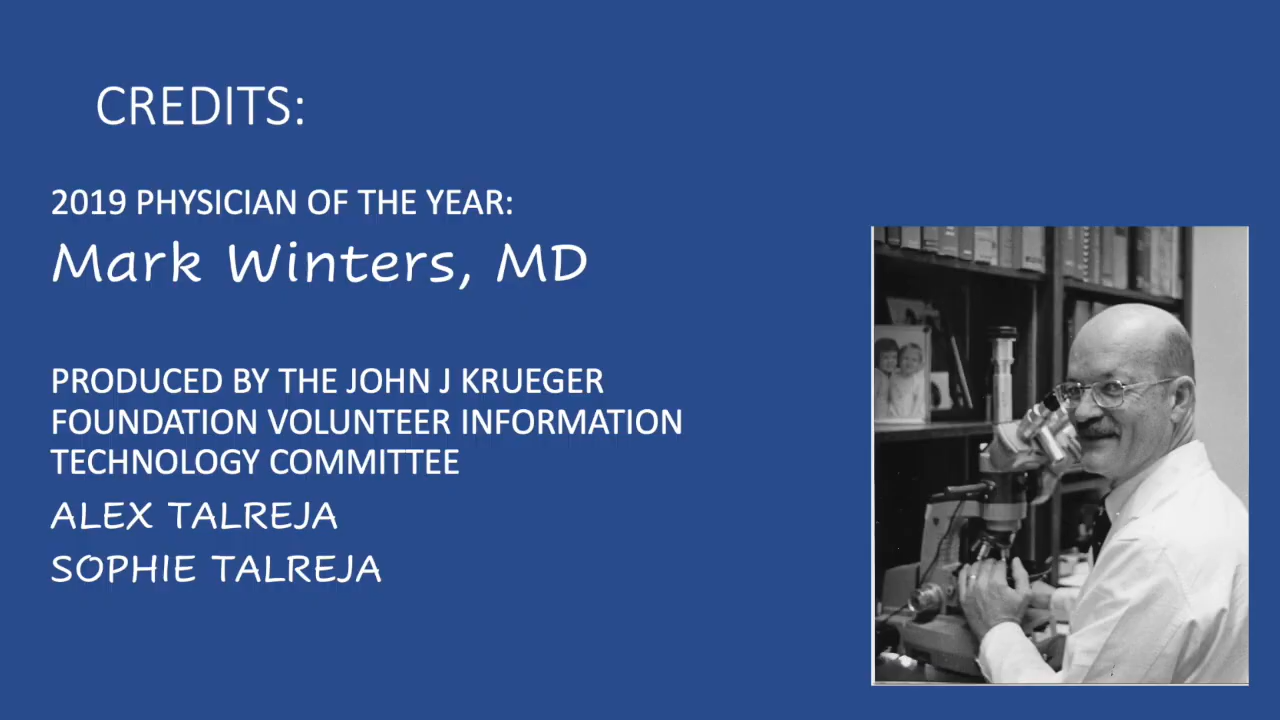 CREDITS:
2019 PHYSICIAN OF THE YEAR:
Mark Winters, MD
PRODUCED BY THE JOHN J KRUEGER
FOUNDATION VOLUNTEER INFORMATION
TECHNOLOGY COMMITTEE
ALEX TALREJA
SOPHIE TALREJA